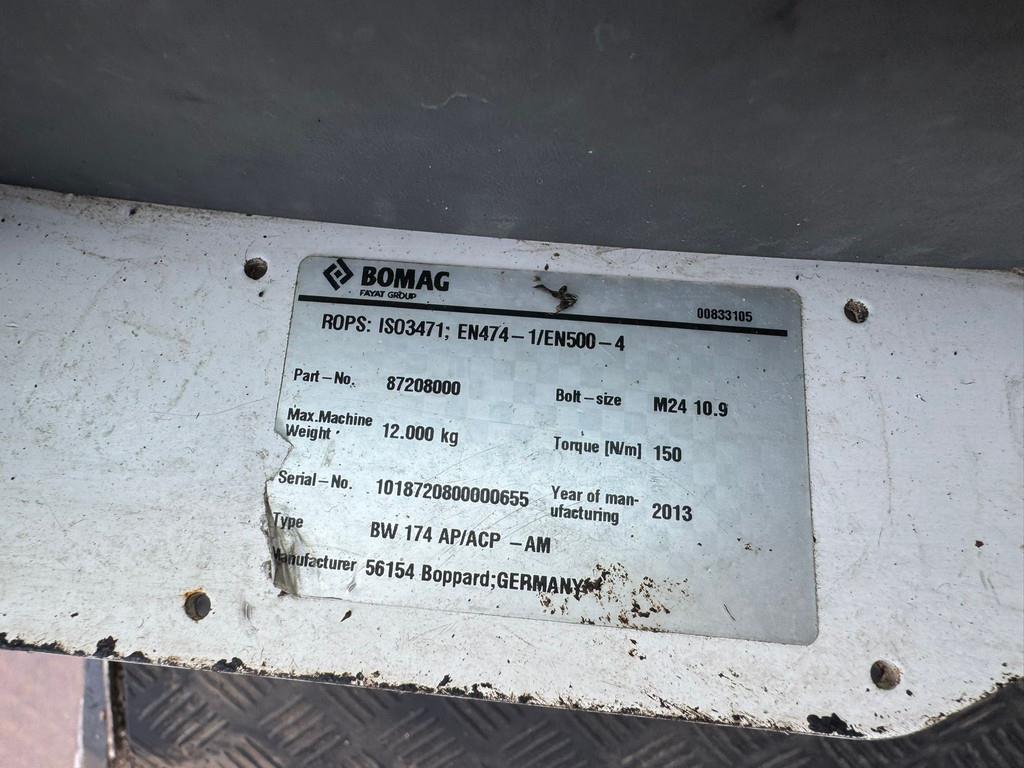 BOMAG
FAYAT GROUP
00833105
ROPS: ISO3471; EN474-1/EN500-4
Part-No. 87208000 Bolt-size M24 10.9
Max.Machine Weight 12.000 kg Torque [N/m] 150
Serial-No. 1018720800000655 Year of man-ufacturing 2013
Type BW 174 AP/ACP -AM
Manufacturer 56154 Boppard;GERMANY